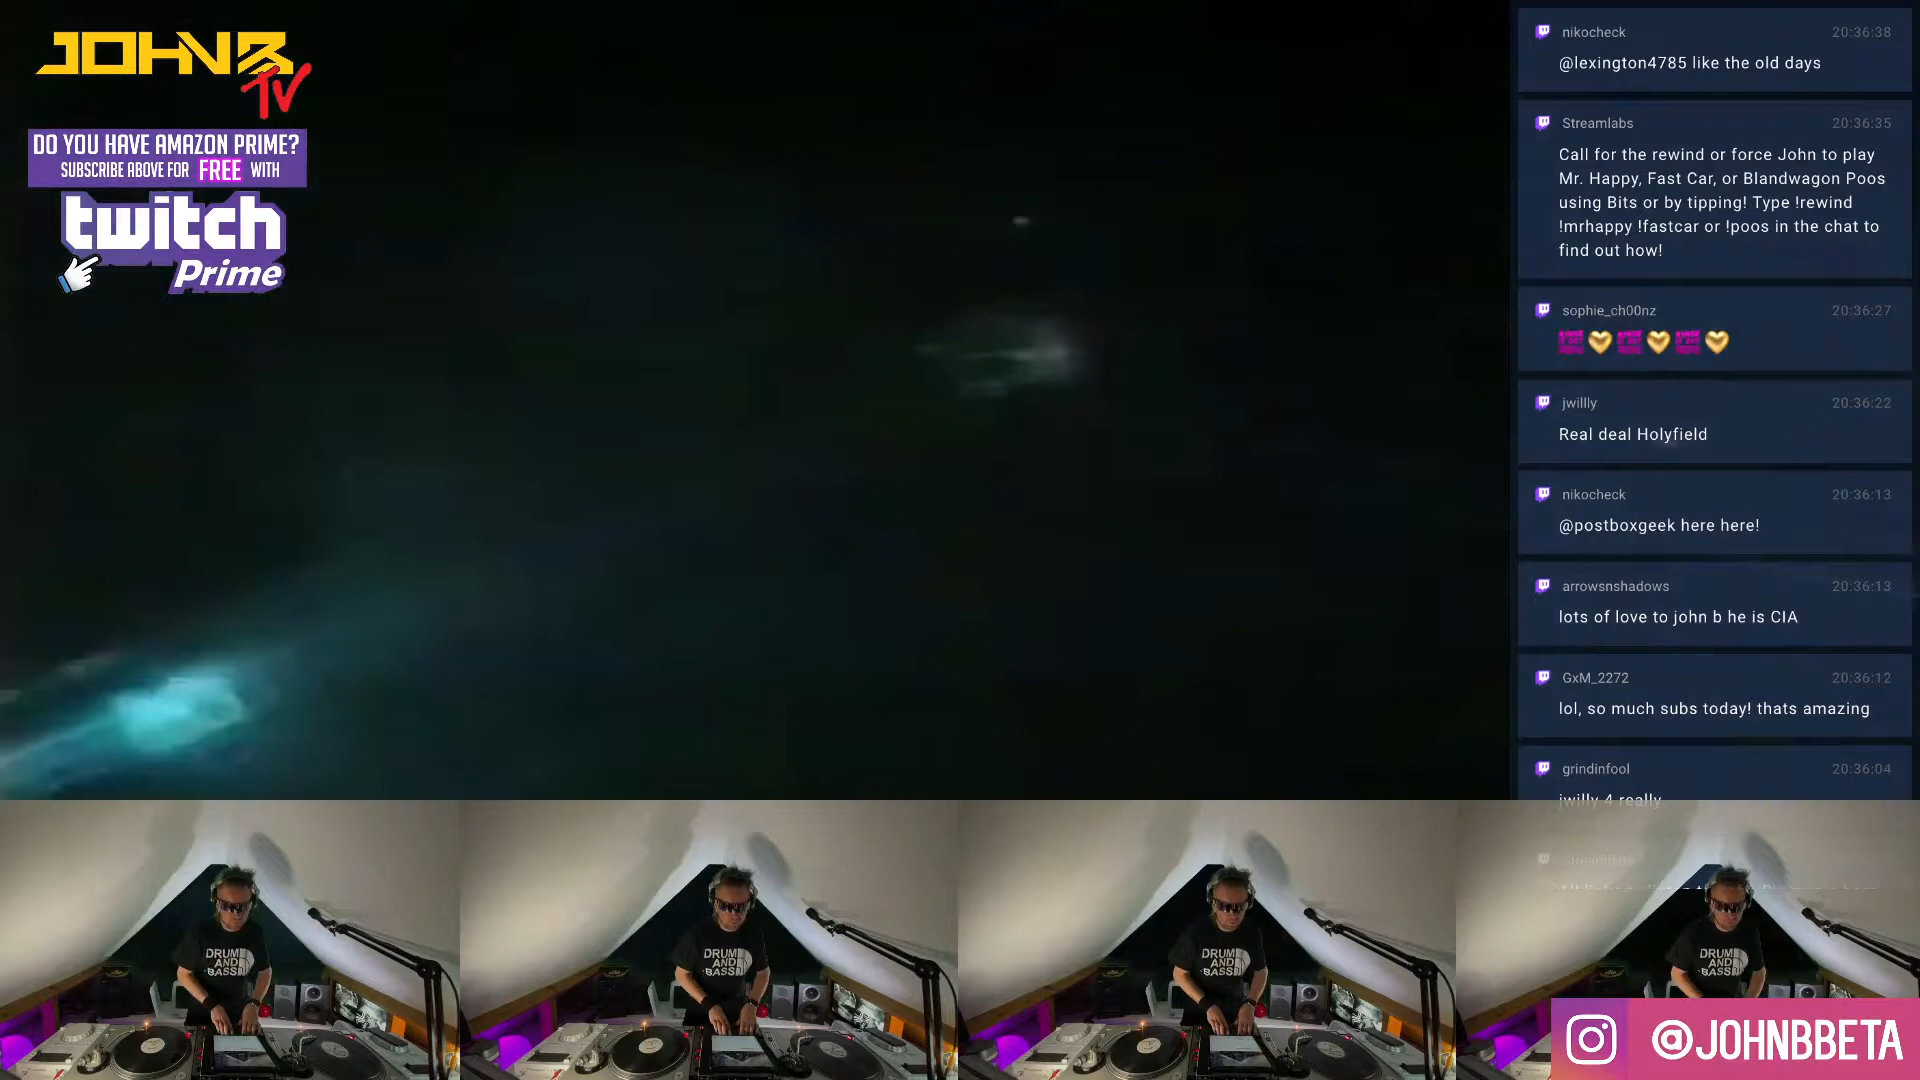 JOHN B
TV
DO YOU HAVE AMAZON PRIME?
SUBSCRIBE ABOVE FOR FREE WITH
twitch
Prime
nikocheck 20:36:38
@lexington4785 like the old days
Streamlabs 20:36:35
Call for the rewind or force John to play
Mr. Happy, Fast Car, or Blandwagon Poos
using Bits or by tipping! Type !rewind
!mrhappy !fastcar or !poos in the chat to
find out how!
sophie_ch00nz 20:36:27
jwillly 20:36:22
Real deal Holyfield
nikocheck 20:36:13
@postboxgeek here here!
arrowsnshadows 20:36:13
lots of love to john b he is CIA
GxM_2272 20:36:12
lol, so much subs today! thats amazing
grindinfool 20:36:04
jwilly 4 really
DRUM
AND
BASS
DRUM
AND
BASS
DRUM
AND
BASS
DRUM
AND
BASS
@JOHNBBETA